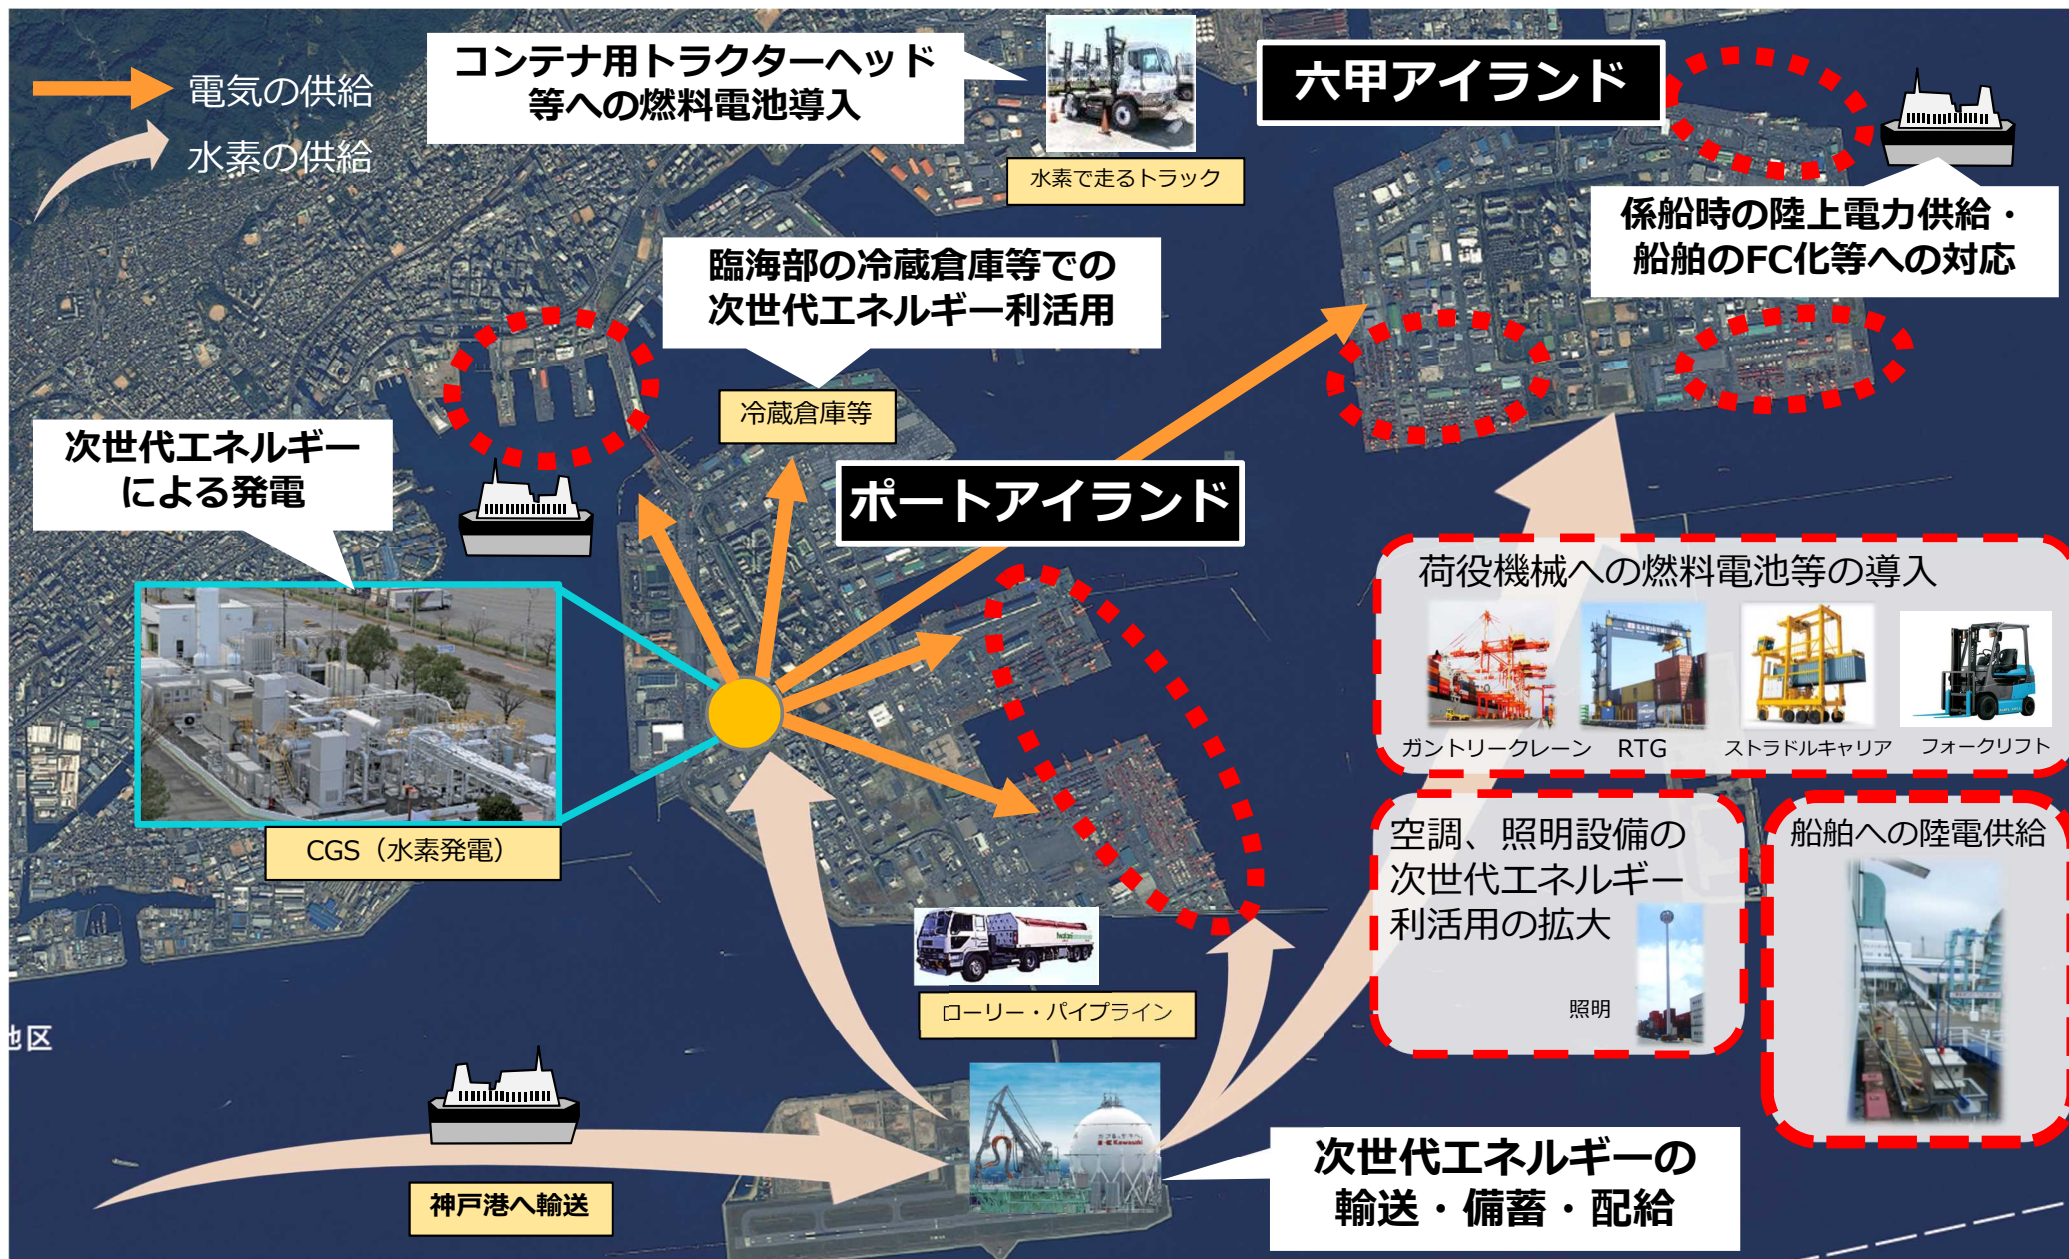 電気の供給
水素の供給
コンテナ用トラクターヘッド
等への燃料電池導入
水素で走るトラック
六甲アイランド
係船時の陸上電力供給・
船舶のFC化等への対応
臨海部の冷蔵倉庫等での
次世代エネルギー利活用
冷蔵倉庫等
次世代エネルギー
による発電
ポートアイランド
荷役機械への燃料電池等の導入
ガントリークレーン
RTG
ストラドルキャリア
フォークリフト
CGS（水素発電）
空調、照明設備の
次世代エネルギー
利活用の拡大
照明
船舶への陸電供給
ローリー・パイプライン
地区
神戸港へ輸送
Kawasaki
次世代エネルギーの
輸送・備蓄・配給